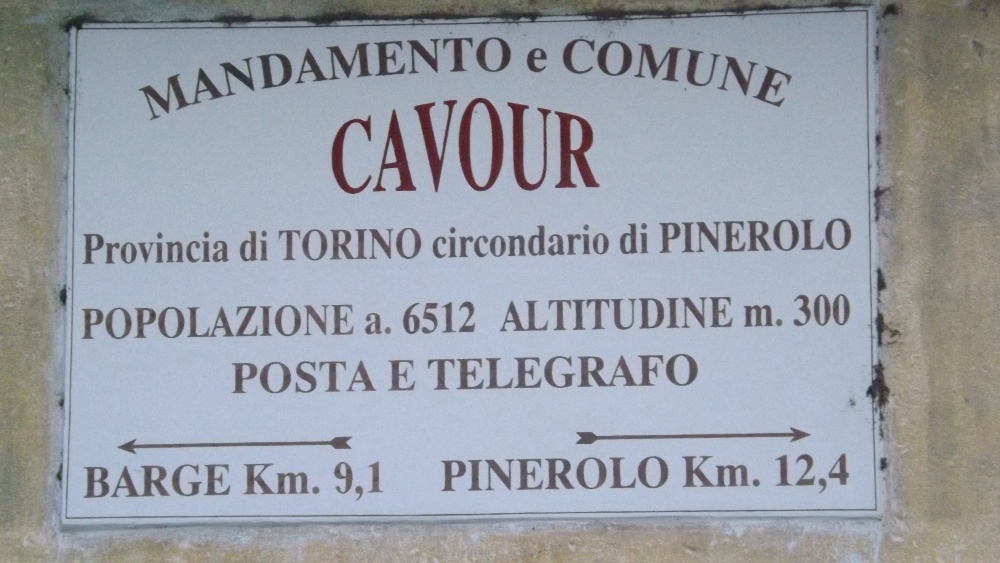 MANDAMENTO e COMUNE
CAVOUR
Provincia di TORINO circondario di PINEROLO
POPOLAZIONE a. 6512 ALTITUDINE m. 300
POSTA E TELEGRAFO
BARGE Km. 9,1 PINEROLO Km. 12,4